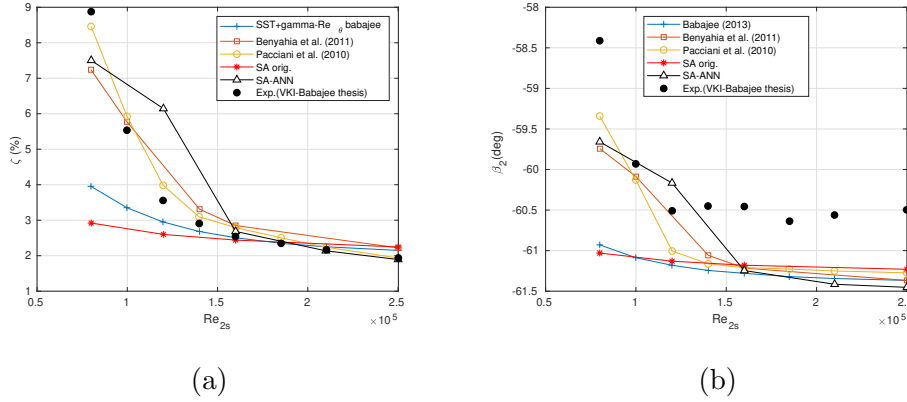 9
8
7
6
5
4
3
2
1
ζ (%)
0.5
1
1.5
2
2.5
Re2s
×10^5
SST+gamma-Re θ babajee
Benyahia et al. (2011)
Pacciani et al. (2010)
SA orig.
SA-ANN
Exp.(VKI-Babajee thesis)
(a)
-58
-58.5
-59
-59.5
-60
-60.5
-61
-61.5
β2(deg)
0.5
1
1.5
2
2.5
Re2s
×10^5
Babajee (2013)
Benyahia et al. (2011)
Pacciani et al. (2010)
SA orig.
SA-ANN
Exp.(VKI-Babajee thesis)
(b)